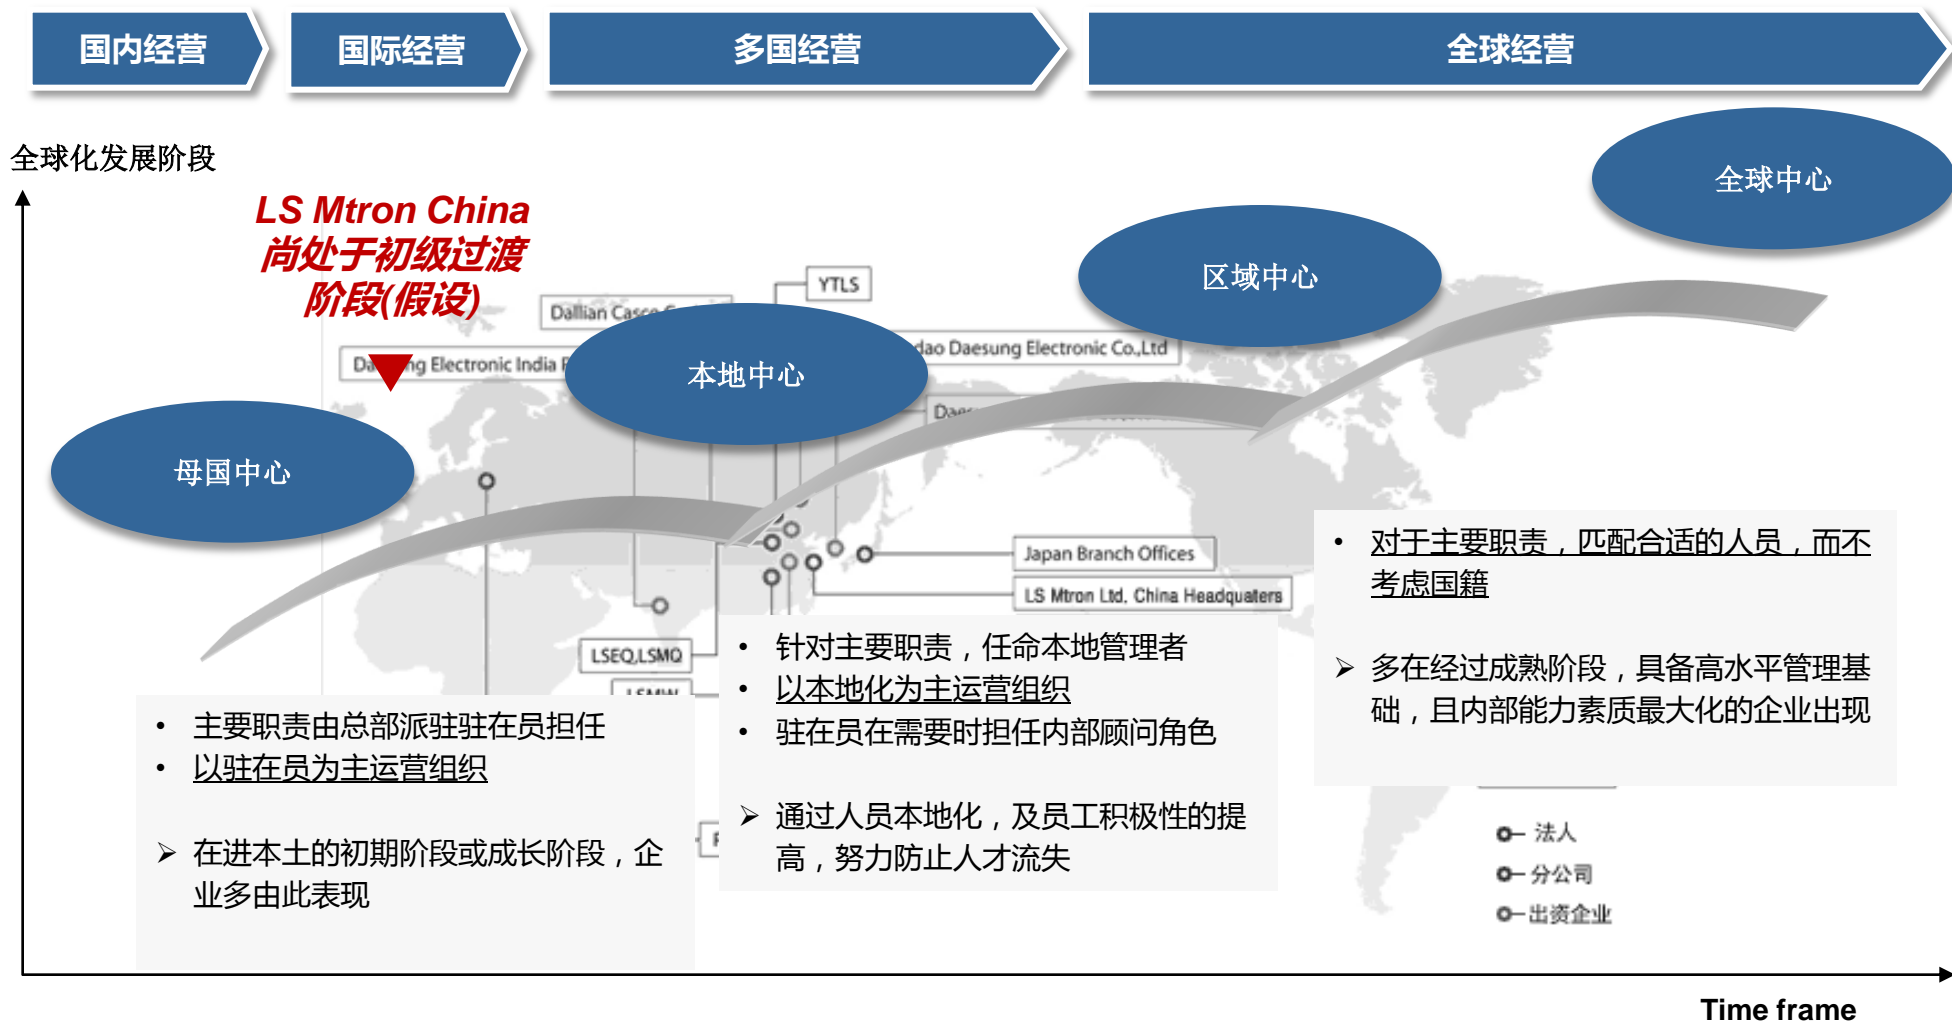 国内经营
国际经营
多国经营
全球经营
全球化发展阶段
全球中心
LS Mtron China
尚处于初级过渡
阶段(假设)
区域中心
YTLS
Dallian Casco
Electronic India
Daesung Electronic Co.,Ltd
本地中心
母国中心
Japan Branch Offices
LS Mtron Ltd. China Headquaters
LSEQ,LSMQ
LSMW
• 对于主要职责，匹配合适的人员，而不
考虑国籍
➢ 多在经过成熟阶段，具备高水平管理基
础，且内部能力素质最大化的企业出现
• 针对主要职责，任命本地管理者
• 以本地化为主运营组织
• 驻在员在需要时担任内部顾问角色
➢ 通过人员本地化，及员工积极性的提
高，努力防止人才流失
• 主要职责由总部派驻驻在员担任
• 以驻在员为主运营组织
➢ 在进本土的初期阶段或成长阶段，企
业多由此表现
法人
分公司
出资企业
Time frame